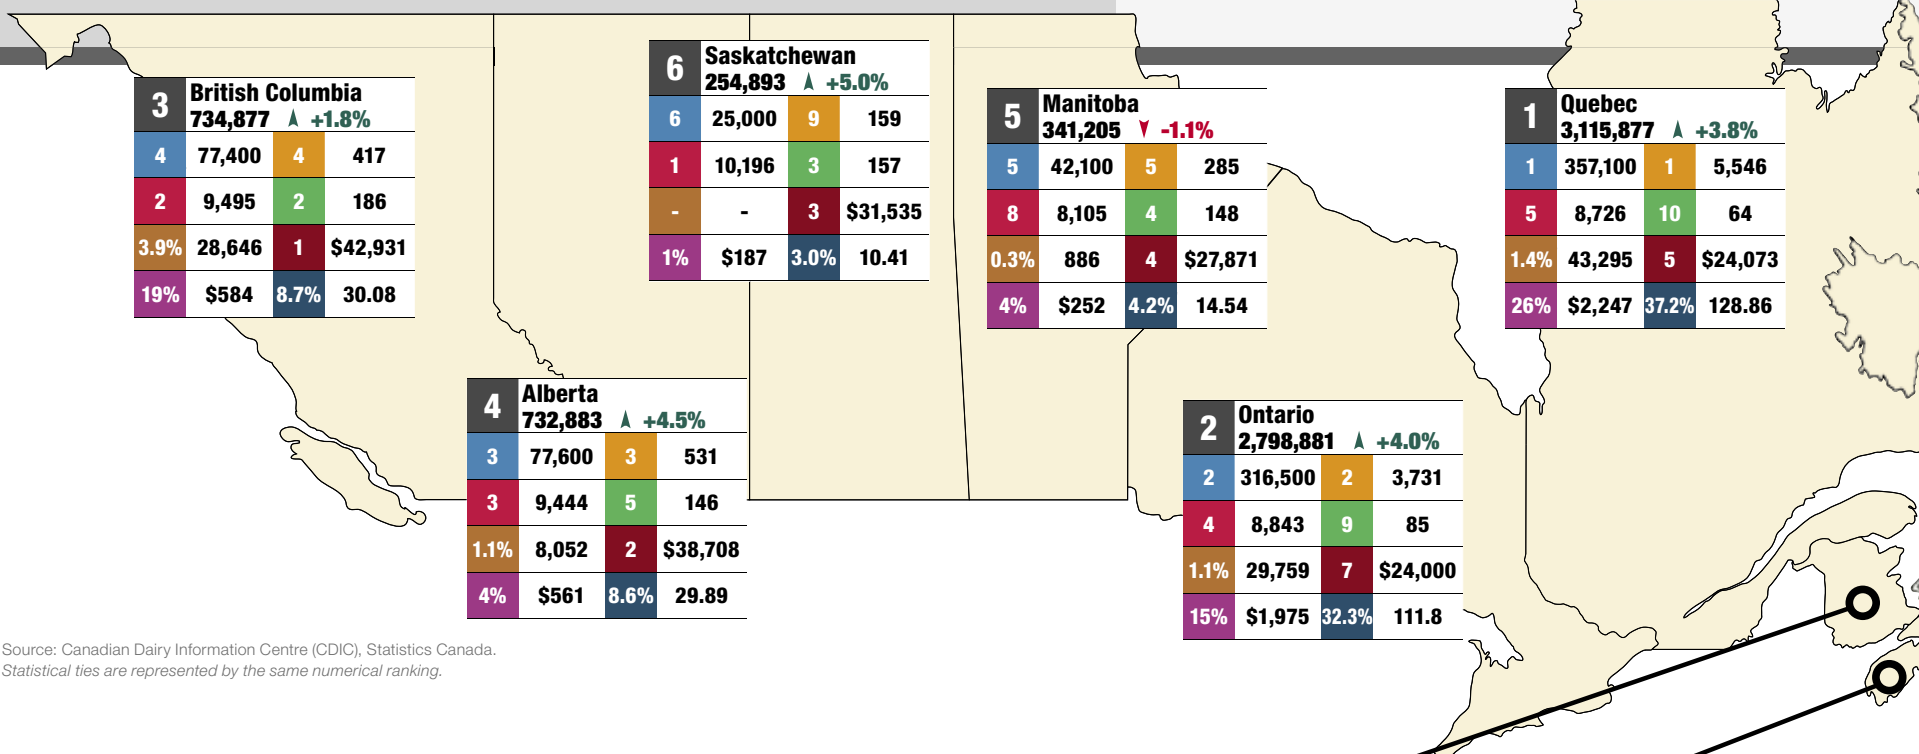 3 British Columbia
734,877 +1.8%
4 77,400 4 417
2 9,495 2 186
3.9% 28,646 1 $42,931
19% $584 8.7% 30.08
6 Saskatchewan
254,893 +5.0%
6 25,000 9 159
1 10,196 3 157
- - 3 $31,535
1% $187 3.0% 10.41
5 Manitoba
341,205 -1.1%
5 42,100 5 285
8 8,105 4 148
0.3% 886 4 $27,871
4% $252 4.2% 14.54
1 Quebec
3,115,877 +3.8%
1 357,100 1 5,546
5 8,726 10 64
1.4% 43,295 5 $24,073
26% $2,247 37.2% 128.86
4 Alberta
732,883 +4.5%
3 77,600 3 531
3 9,444 5 146
1.1% 8,052 2 $38,708
4% $561 8.6% 29.89
2 Ontario
2,798,881 +4.0%
2 316,500 2 3,731
4 8,843 9 85
1.1% 29,759 7 $24,000
15% $1,975 32.3% 111.8
Source: Canadian Dairy Information Centre (CDIC), Statistics Canada.
Statistical ties are represented by the same numerical ranking.